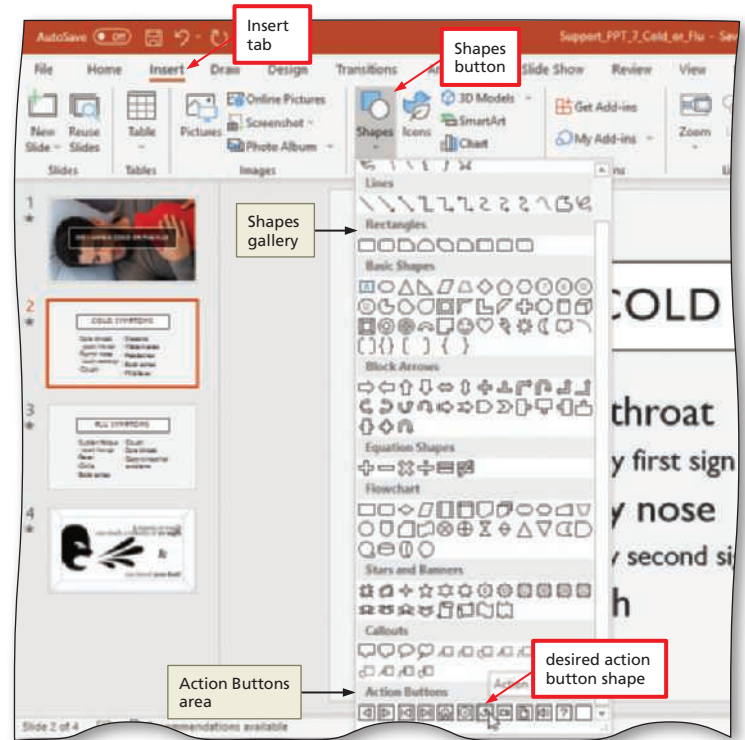 Insert
tab
AutoSave Off
Support_PPT_7_Cold_or_Flu - Sav
Shapes
button
File Home Insert Draw Design Transitions Slide Show Review View
New
Slide
Reuse
Slides
Table
Pictures
Online Pictures
Screenshot
Photo Album
Shapes
Icons
3D Models
SmartArt
Chart
Get Add-ins
My Add-ins
Zoom
Slides Tables Images
Lines
Shapes
gallery
Rectangles
Basic Shapes
Block Arrows
Equation Shapes
Flowchart
Stars and Banners
Callouts
Action Buttons
1
2
COLD SYMPTOMS
3
FLU SYMPTOMS
4
COLD
throat
y first sign
y nose
y second si
h
desired action
button shape
Action Buttons
area
Action
Slide 2 of 4
mmendations available